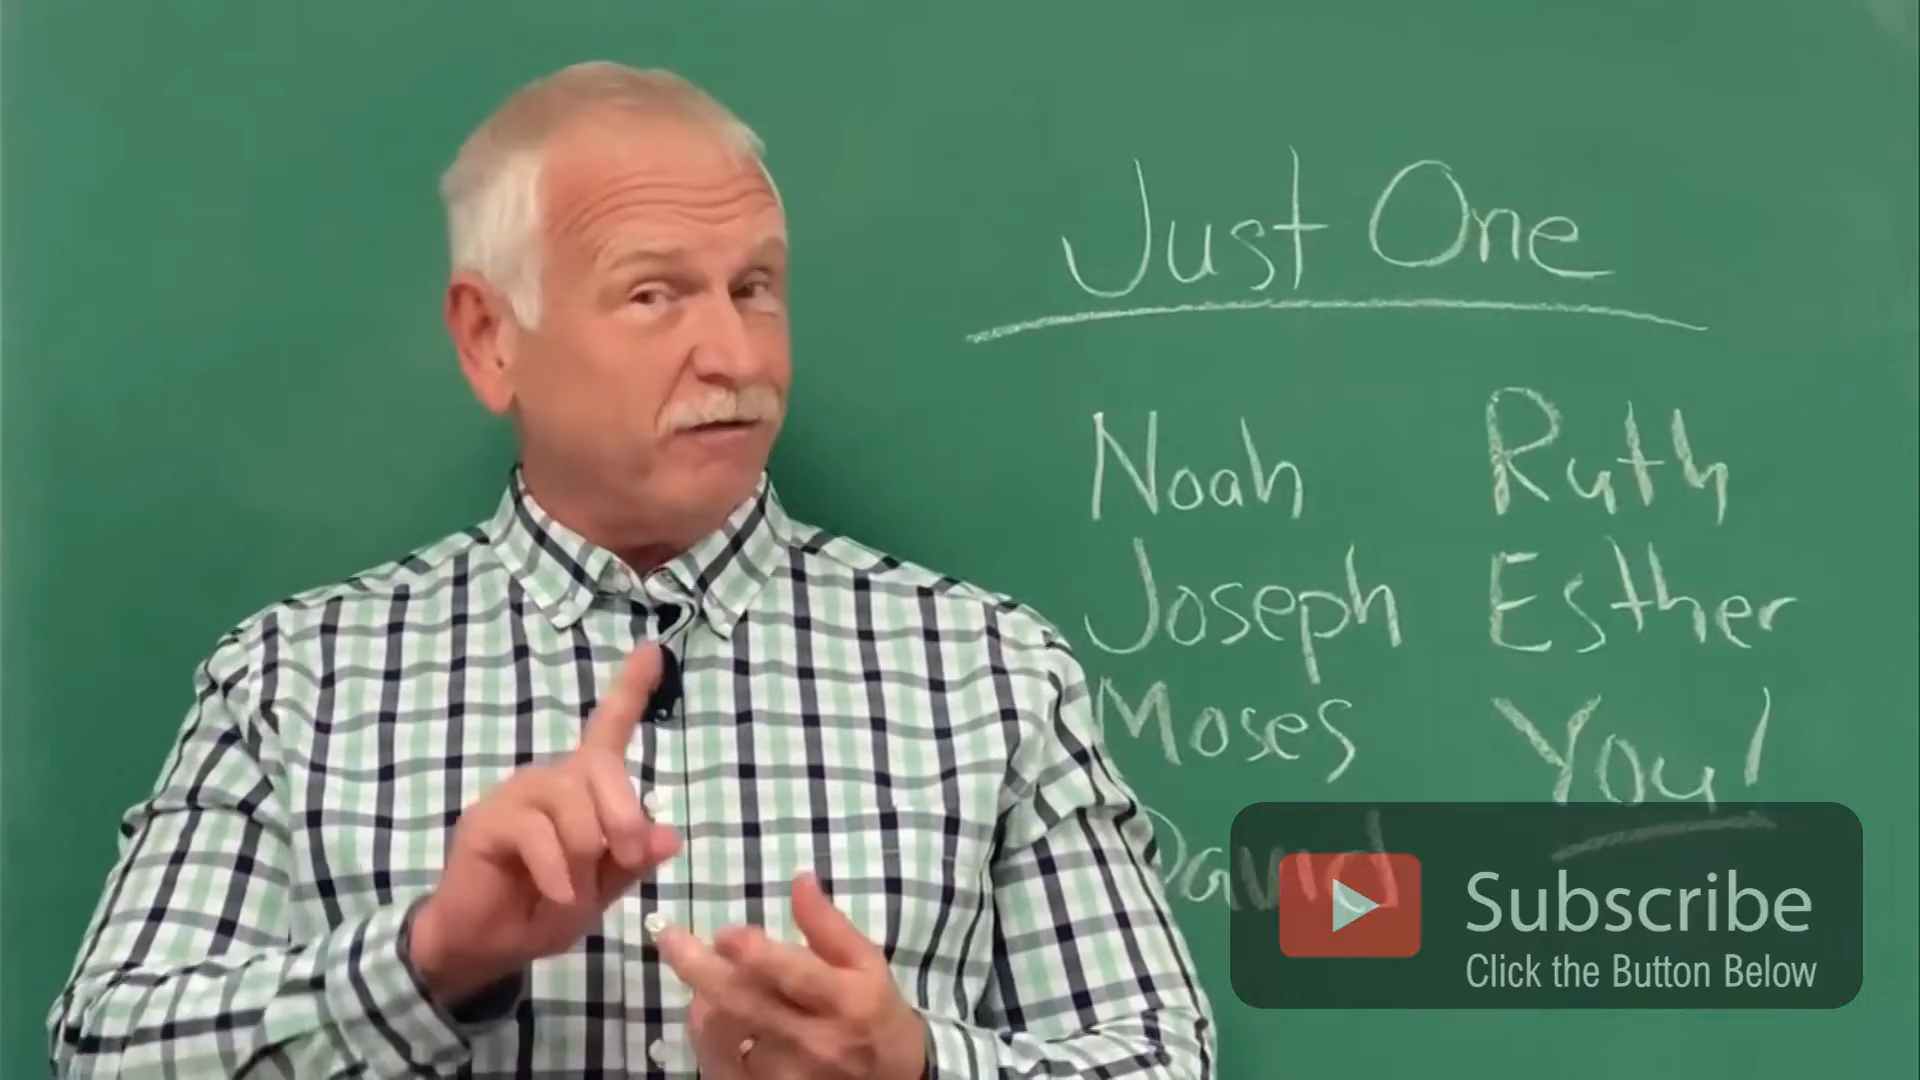 Just One
Noah
Joseph
Moses
David
Ruth
Esther
You!
Subscribe
Click the Button Below